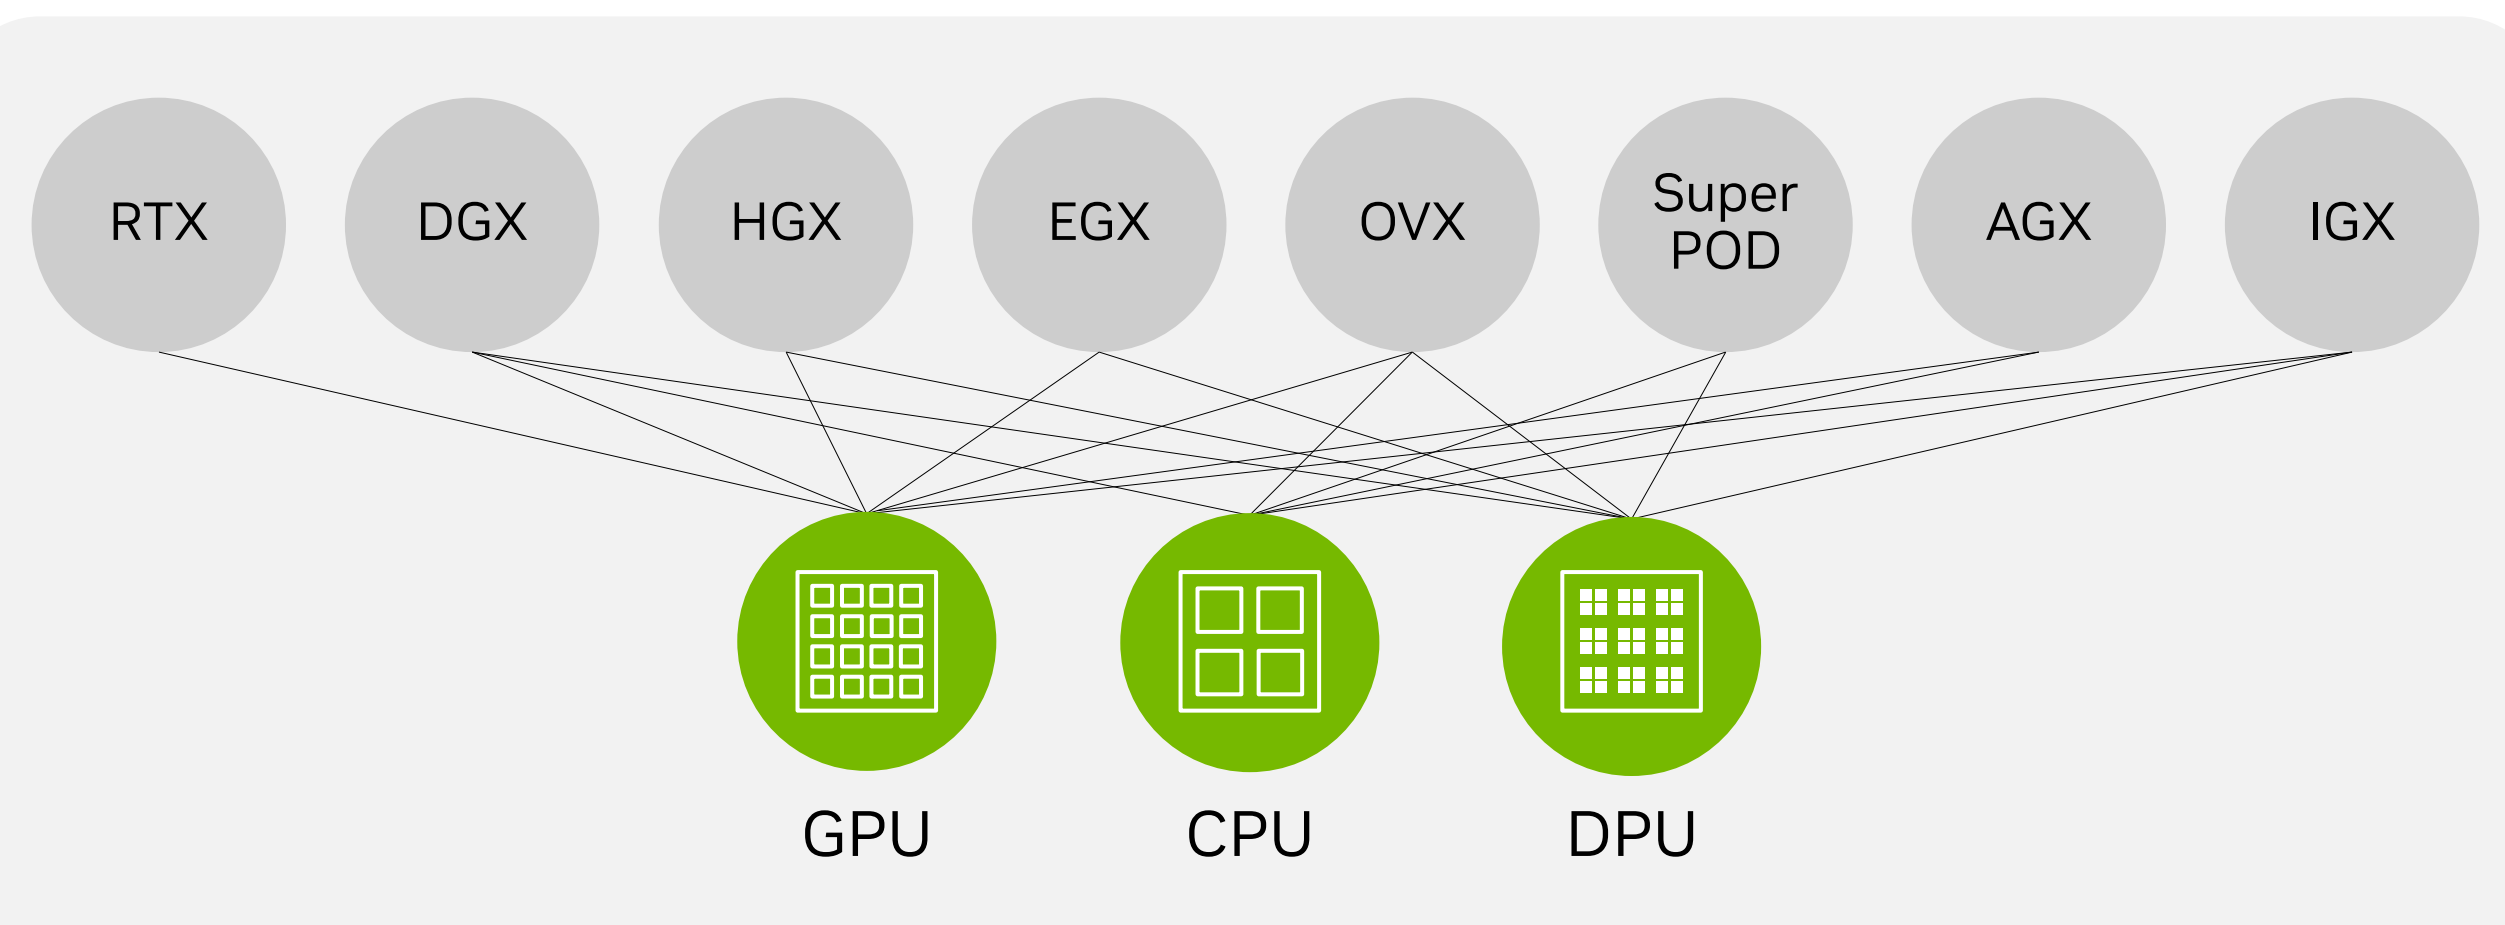 RTX
DGX
HGX
EGX
OVX
Super
POD
AGX
IGX
GPU
CPU
DPU